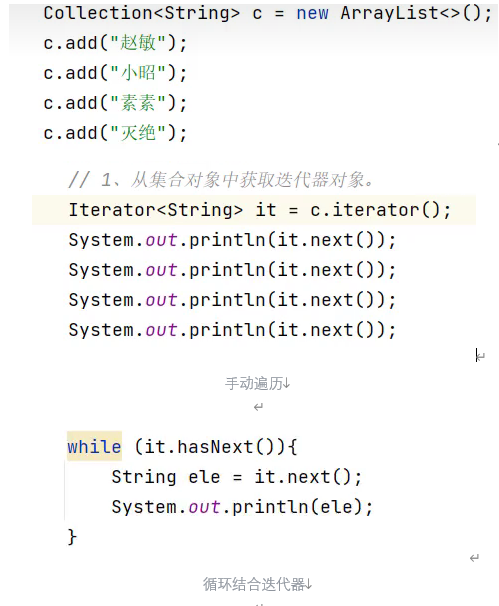 Collection<String> c = new ArrayList<>();
c.add("赵敏");
c.add("小昭");
c.add("素素");
c.add("灭绝");
// 1、从集合对象中获取迭代器对象。
Iterator<String> it = c.iterator();
System.out.println(it.next());
System.out.println(it.next());
System.out.println(it.next());
System.out.println(it.next());
手动遍历↓
while (it.hasNext()){
String ele = it.next();
System.out.println(ele);
}
循环结合迭代器↓